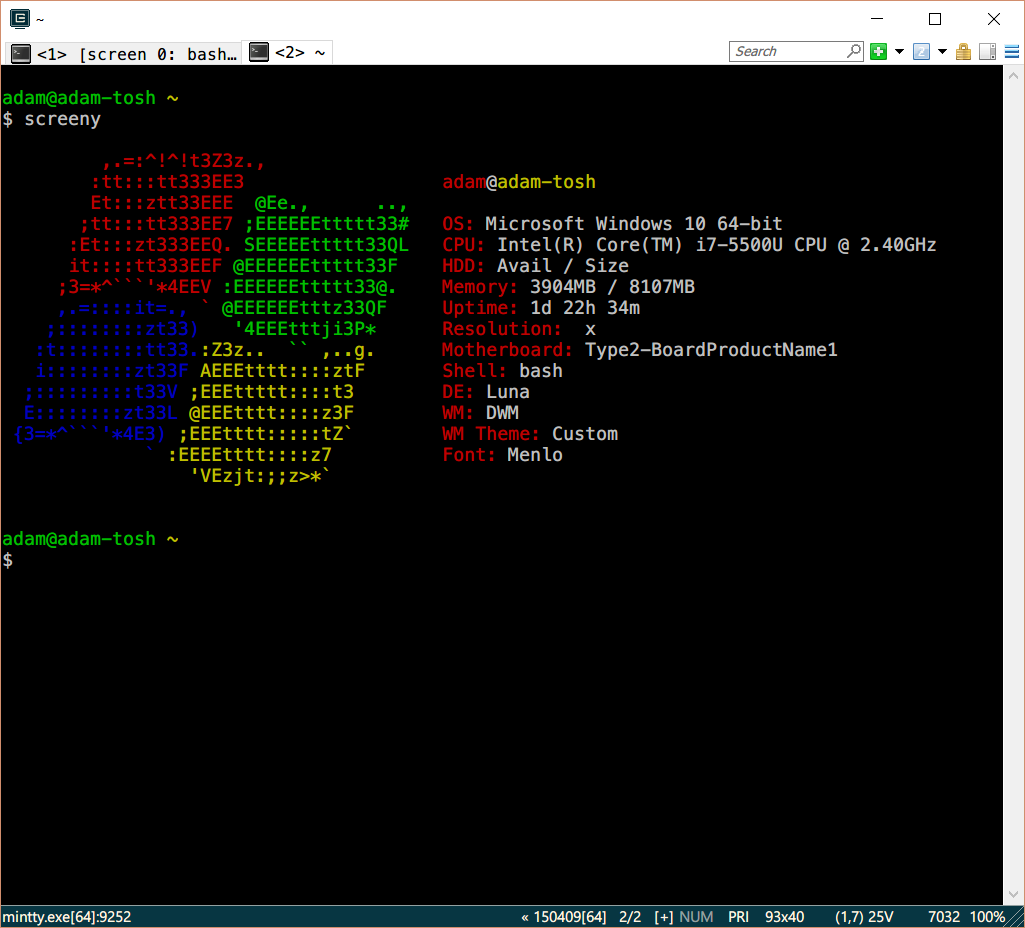 ~
<1> [screen 0: bash… <2> ~ Search
adam@adam-tosh ~
$ screeny
,.=:^!^!t3Z3z.,
:tt:::tt333EE3 adam@adam-tosh
Et:::ztt33EEE @Ee., ..,
;tt:::tt333EE7 ;EEEEEEttttt33# OS: Microsoft Windows 10 64-bit
:Et:::zt333EEQ. SEEEEEttttt33QL CPU: Intel(R) Core(TM) i7-5500U CPU @ 2.40GHz
it::::tt333EEF @EEEEEEttttt33F HDD: Avail / Size
;3=*^```'*4EEV :EEEEEEttttt33@. Memory: 3904MB / 8107MB
,.=::::it=., ` @EEEEEEtttz33QF Uptime: 1d 22h 34m
;::::::::zt33) '4EEEtttji3P* Resolution: x
:t::::::::tt33.:Z3z.. `` ,..g. Motherboard: Type2-BoardProductName1
i::::::::zt33F AEEEtttt::::ztF Shell: bash
;:::::::::t33V ;EEEttttt::::t3 DE: Luna
E::::::::zt33L @EEEtttt::::z3F WM: DWM
{3=*^```'*4E3) ;EEEtttt:::::tZ` WM Theme: Custom
` :EEEEtttt::::z7 Font: Menlo
'VEzjt:;;z>*`
adam@adam-tosh ~
$
mintty.exe[64]:9252 « 150409[64] 2/2 [+] NUM PRI 93x40 (1,7) 25V 7032 100%